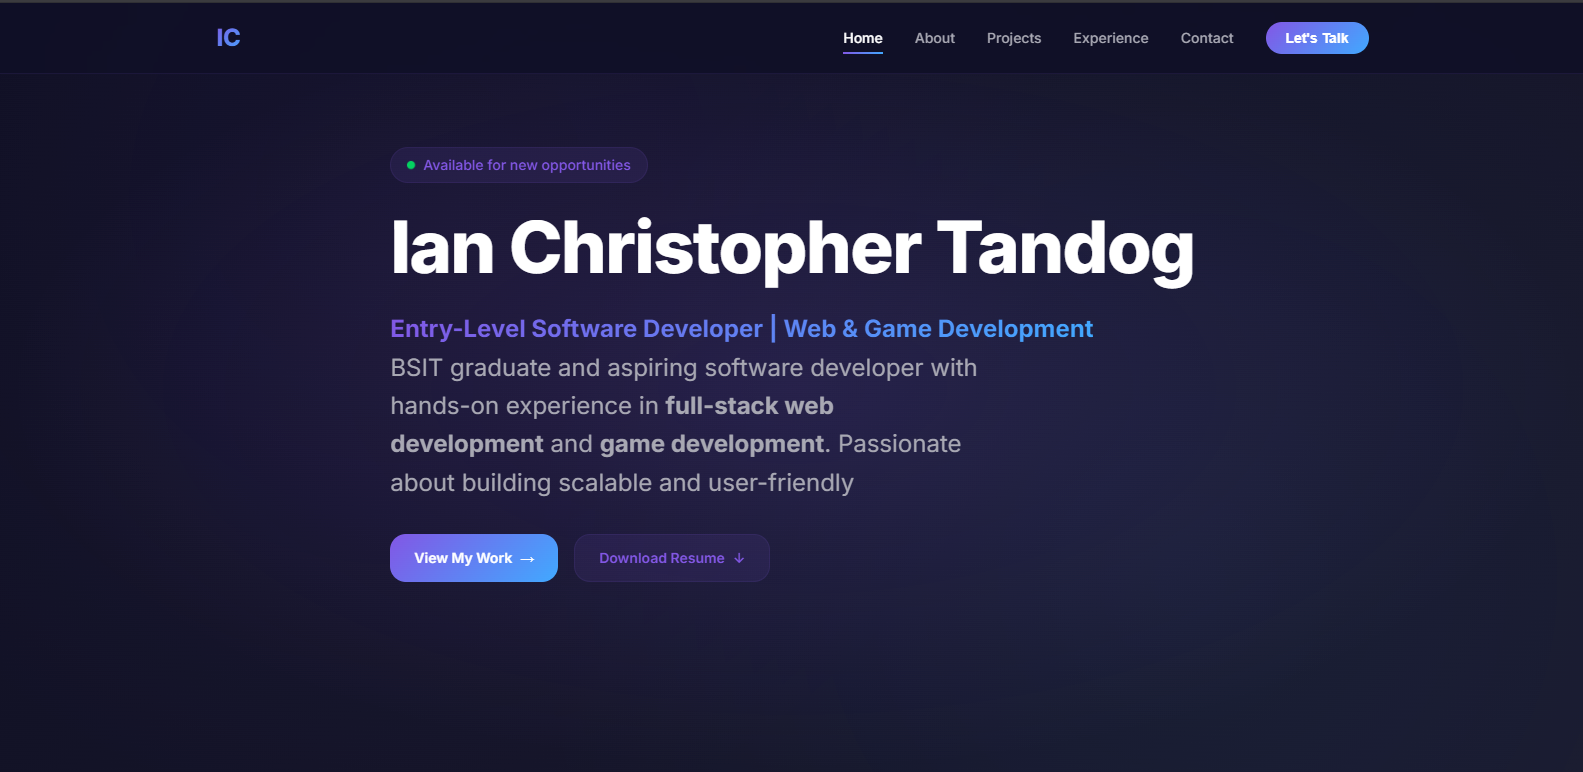 IC
Home About Projects Experience Contact Let's Talk
Available for new opportunities
Ian Christopher Tandog
Entry-Level Software Developer | Web & Game Development
BSIT graduate and aspiring software developer with
hands-on experience in full-stack web
development and game development. Passionate
about building scalable and user-friendly
View My Work →
Download Resume ↓